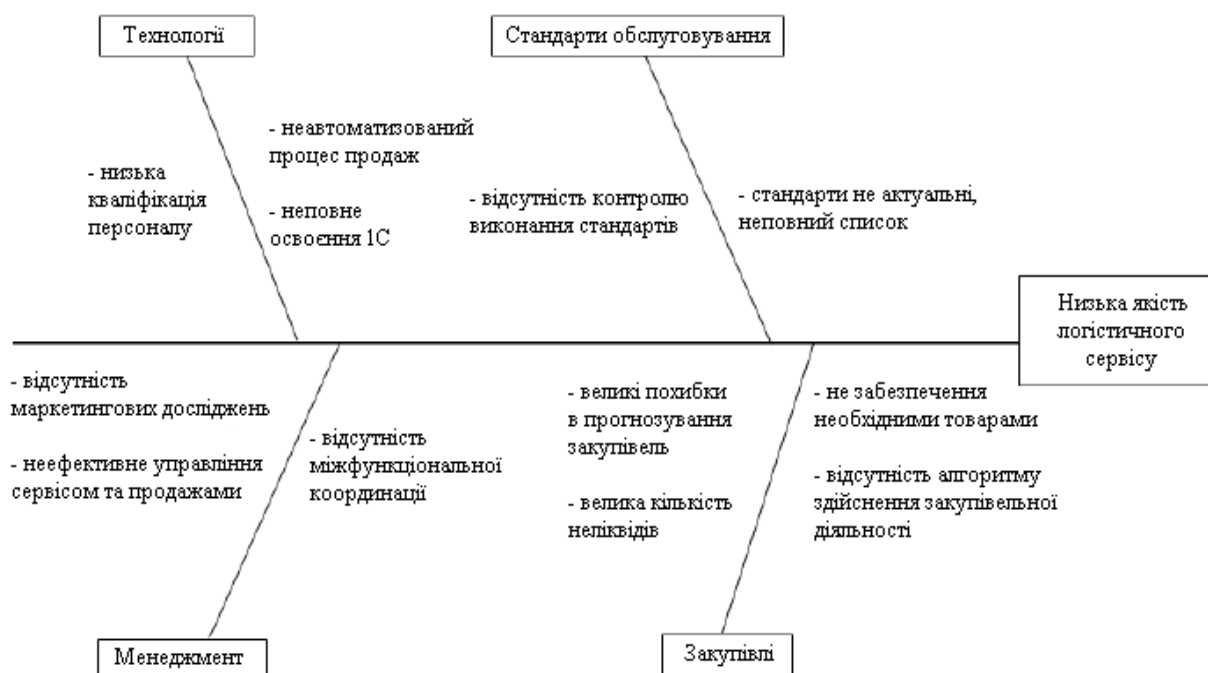 Технології
Стандарти обслуговування
- неавтоматизований
процес продаж
- низька
кваліфікація
персоналу
- неповне
освоєння 1С
- відсутність контролю
виконання стандартів
- стандарти не актуальні,
неповний список
Низька якість
логістичного
сервісу
- відсутність
маркетингових досліджень
- неефективне управління
сервісом та продажами
- відсутність
міжфункціональної
координації
- великі похибки
в прогнозування
закупівель
- велика кількість
неліквідів
- не забезпечення
необхідними товарами
- відсутність алгоритму
здійснення закупівельної
діяльності
Менеджмент
Закупівлі